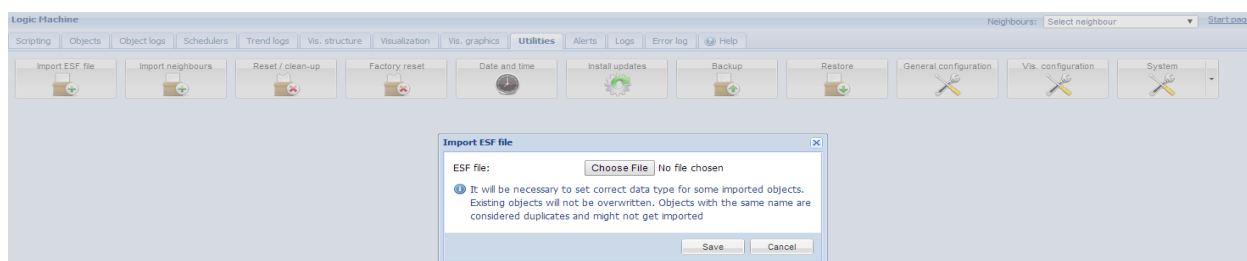 Logic Machine
Neighbours: Select neighbour Start pag
Scripting Objects Object logs Schedulers Trend logs Vis. structure Visualization Vis. graphics Utilities Alerts Logs Error log Help
Import ESF file Import neighbours Reset / clean-up Factory reset Date and time Install updates Backup Restore General configuration Vis. configuration System
Import ESF file
ESF file: Choose File No file chosen
It will be necessary to set correct data type for some imported objects.
Existing objects will not be overwritten. Objects with the same name are
considered duplicates and might not get imported
Save Cancel